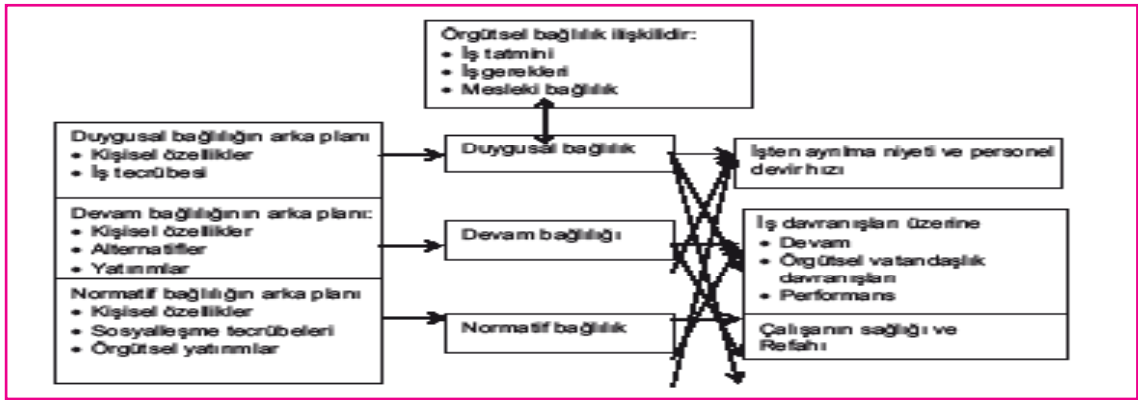 Örgütsel bağlılık ilişkilidir:
• İş tatmini
• İş gerekleri
• Mesleki bağlılık
Duygusal bağlılığın arka planı
• Kişisel özellikler
• İş tecrübesi
Devam bağlılığının arka planı:
• Kişisel özellikler
• Alternatifler
• Yatırımlar
Normatif bağlılığın arka planı
• Kişisel özellikler
• Sosyalleşme tecrübeleri
• Örgütsel yatırımlar
Duygusal bağlılık
Devam bağlılığı
Normatif bağlılık
İşten ayrılma niyeti ve personel
devir hızı
İş davranışları üzerine
• Devam
• Örgütsel vatandaşlık
davranışları
• Performans
Çalışanın sağlığı ve
Refahı